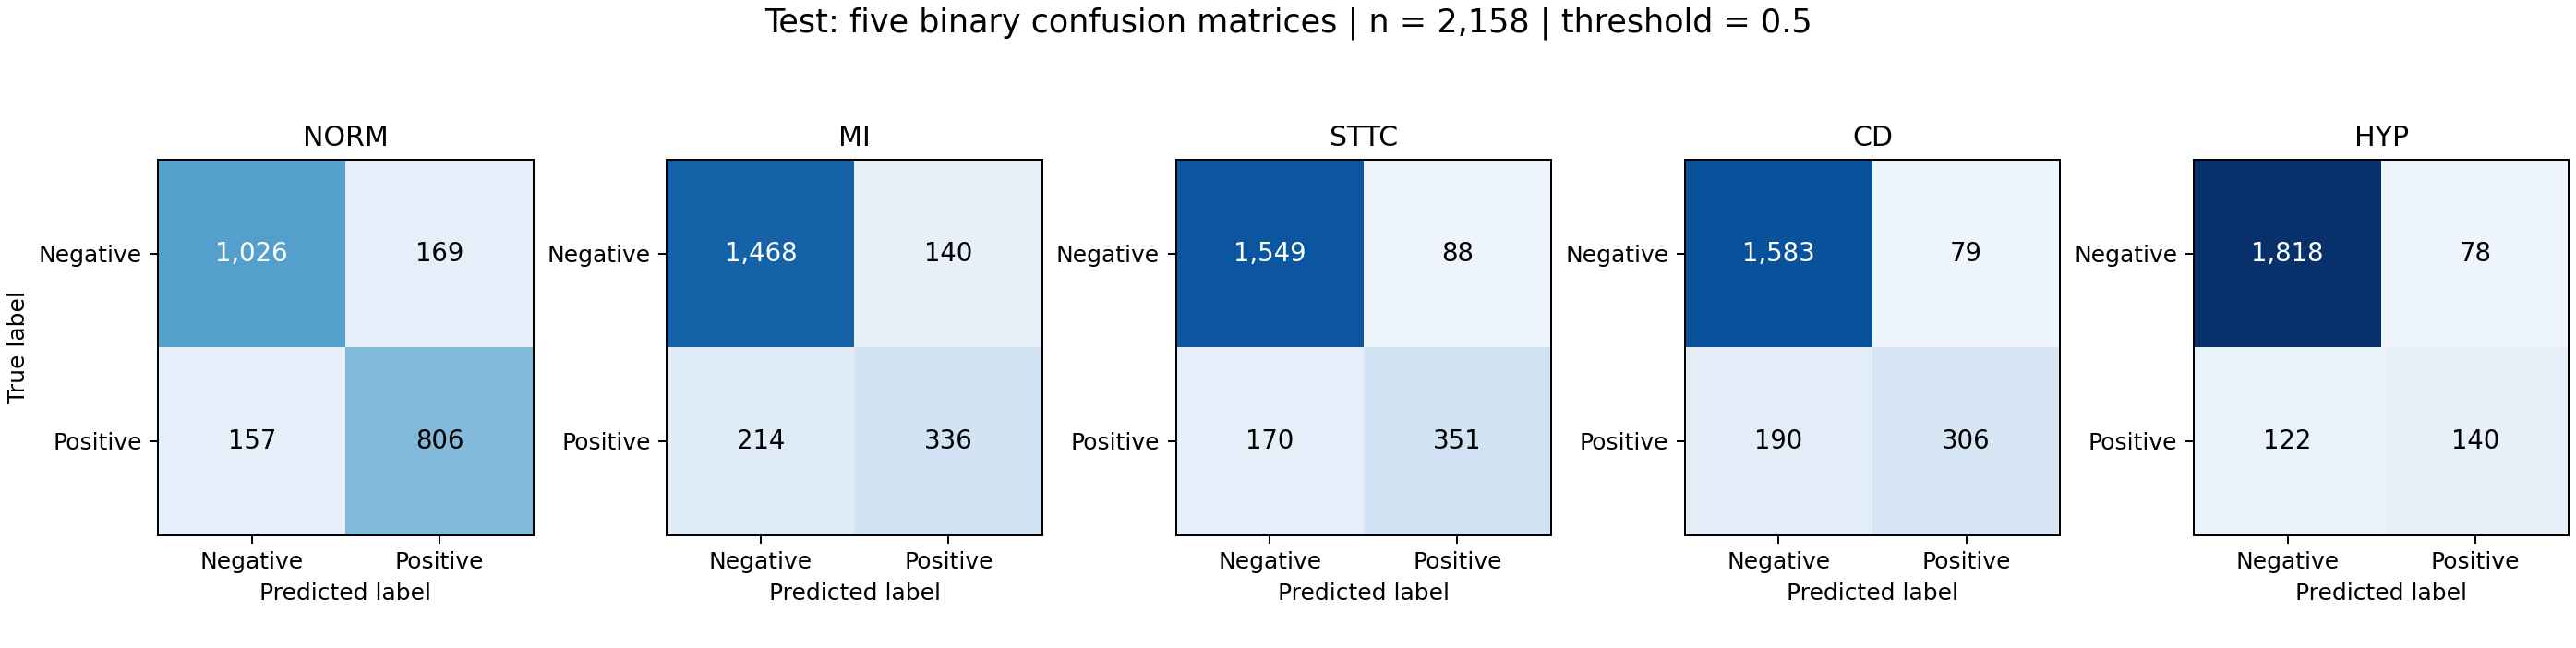 Test: five binary confusion matrices | n = 2,158 | threshold = 0.5
NORM
True label
Negative 1,026 169
Positive 157 806
Negative Positive
Predicted label
MI
Negative 1,468 140
Positive 214 336
Negative Positive
Predicted label
STTC
Negative 1,549 88
Positive 170 351
Negative Positive
Predicted label
CD
Negative 1,583 79
Positive 190 306
Negative Positive
Predicted label
HYP
Negative 1,818 78
Positive 122 140
Negative Positive
Predicted label